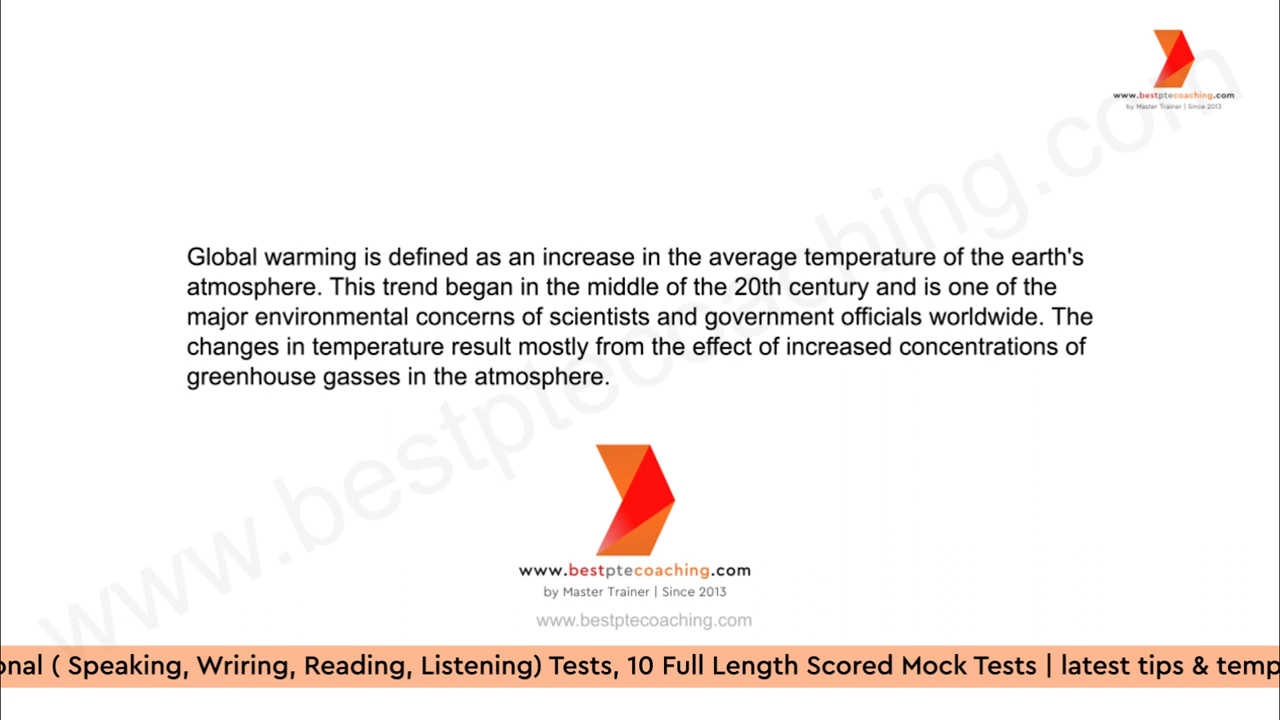 www.bestptecoaching.com
by Master Trainer | Since 2013
Global warming is defined as an increase in the average temperature of the earth's
atmosphere. This trend began in the middle of the 20th century and is one of the
major environmental concerns of scientists and government officials worldwide. The
changes in temperature result mostly from the effect of increased concentrations of
greenhouse gasses in the atmosphere.
www.bestptecoaching.com
www.bestptecoaching.com
by Master Trainer | Since 2013
www.bestptecoaching.com
onal ( Speaking, Wriring, Reading, Listening) Tests, 10 Full Length Scored Mock Tests | latest tips & temp